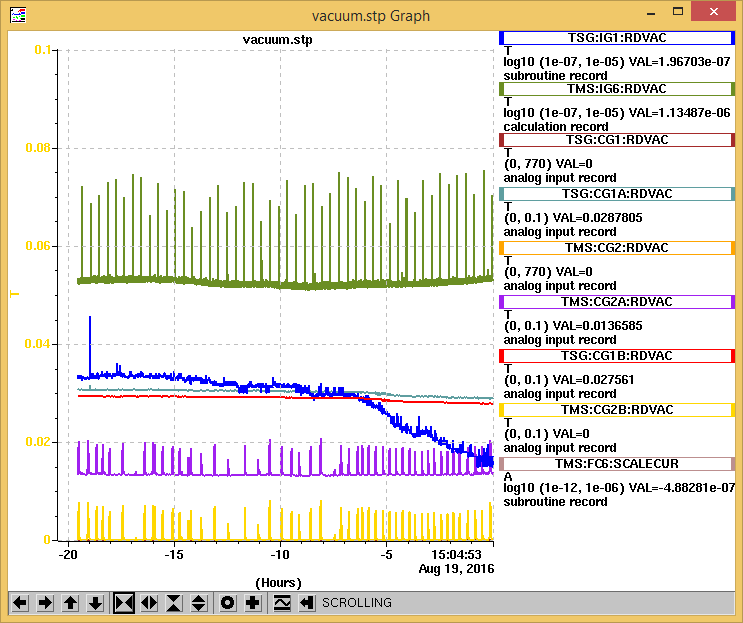 vacuum.stp Graph
vacuum.stp
0.1
0.08
0.06
T
0.04
0.02
0
-20
-15
-10
-5
15:04:53
Aug 19, 2016
(Hours)
TSG:IG1:RDVAC
T
log10 (1e-07, 1e-05) VAL=1.96703e-07
subroutine record
TMS:IG6:RDVAC
T
log10 (1e-07, 1e-05) VAL=1.13487e-06
calculation record
TSG:CG1:RDVAC
T
(0, 770) VAL=0
analog input record
TSG:CG1A:RDVAC
T
(0, 0.1) VAL=0.0287805
analog input record
TMS:CG2:RDVAC
T
(0, 770) VAL=0
analog input record
TMS:CG2A:RDVAC
T
(0, 0.1) VAL=0.0136585
analog input record
TSG:CG1B:RDVAC
T
(0, 0.1) VAL=0.027561
analog input record
TMS:CG2B:RDVAC
T
(0, 0.1) VAL=0
analog input record
TMS:FC6:SCALECUR
A
log10 (1e-12, 1e-06) VAL=-4.88281e-07
subroutine record
SCROLLING